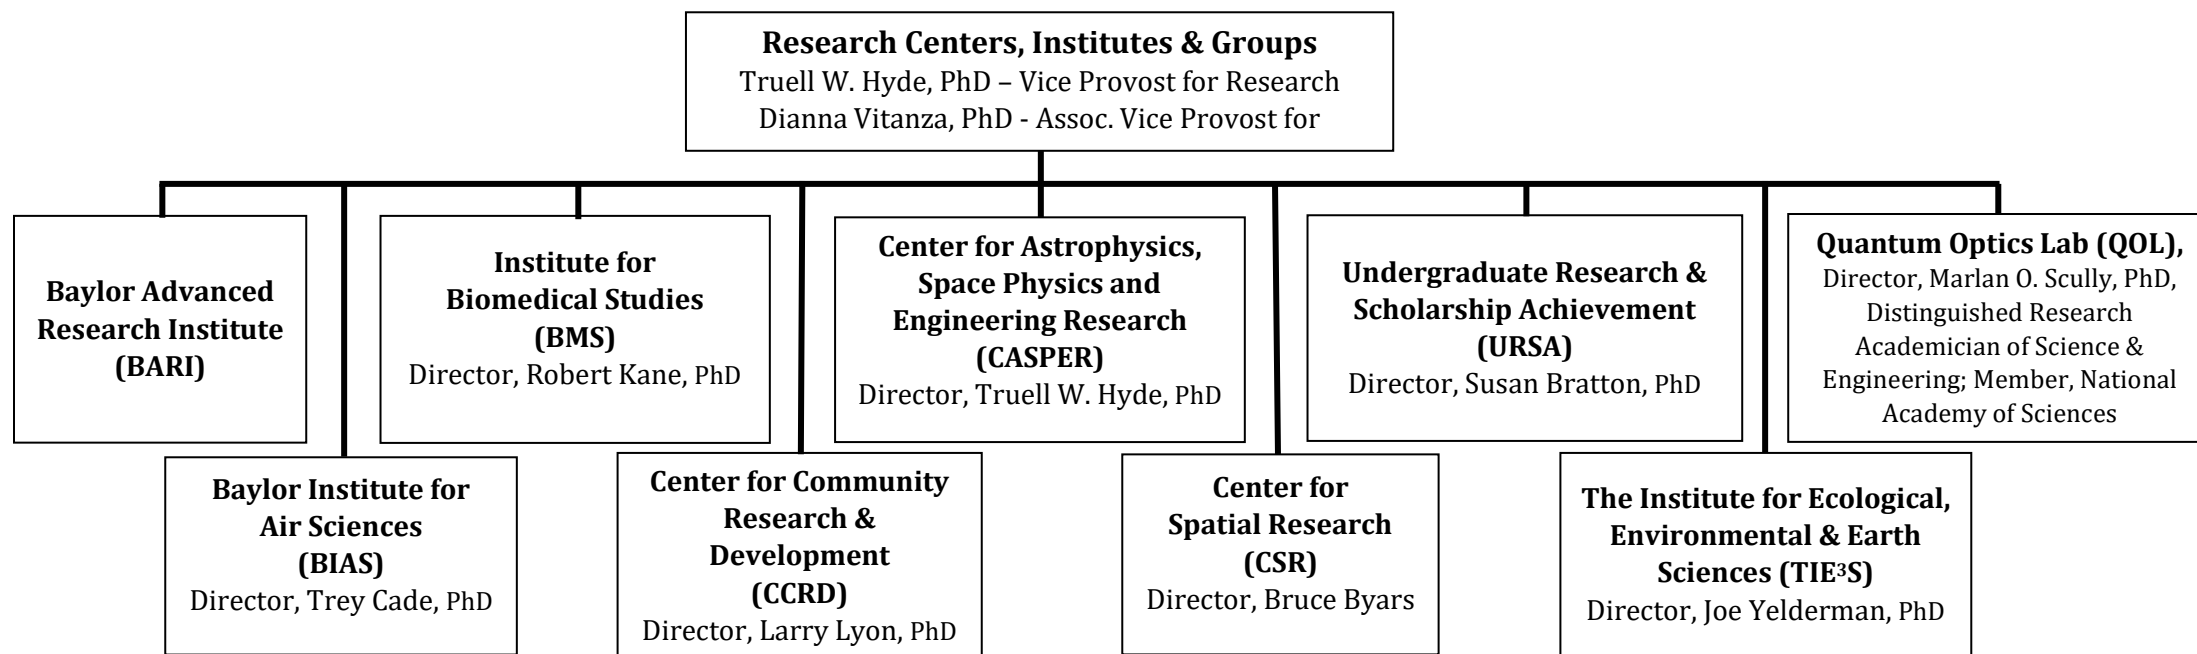 Research Centers, Institutes & Groups
Truell W. Hyde, PhD – Vice Provost for Research
Dianna Vitanza, PhD - Assoc. Vice Provost for
Baylor Advanced
Research Institute
(BARI)
Institute for
Biomedical Studies
(BMS)
Director, Robert Kane, PhD
Center for Astrophysics,
Space Physics and
Engineering Research
(CASPER)
Director, Truell W. Hyde, PhD
Undergraduate Research &
Scholarship Achievement
(URSA)
Director, Susan Bratton, PhD
Quantum Optics Lab (QOL),
Director, Marlan O. Scully, PhD,
Distinguished Research
Academician of Science &
Engineering; Member, National
Academy of Sciences
Baylor Institute for
Air Sciences
(BIAS)
Director, Trey Cade, PhD
Center for Community
Research &
Development
(CCRD)
Director, Larry Lyon, PhD
Center for
Spatial Research
(CSR)
Director, Bruce Byars
The Institute for Ecological,
Environmental & Earth
Sciences (TIE³S)
Director, Joe Yelderman, PhD